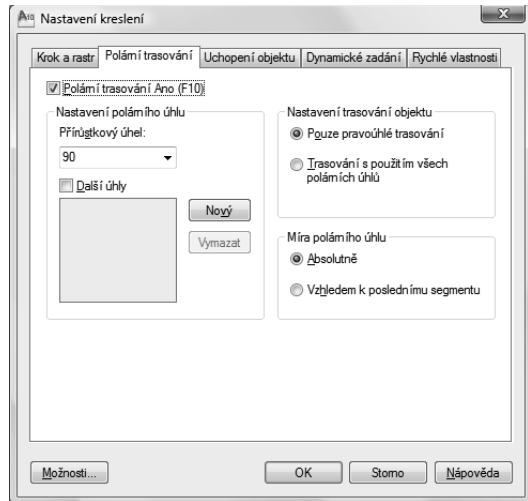 Nastavení kreslení
Krok a rastr
Polární trasování
Uchopení objektu
Dynamické zadání
Rychlé vlastnosti
Polární trasování Ano (F10)
Nastavení polárního úhlu
Přírůstkový úhel:
90
Další úhly
Nový
Vymazat
Nastavení trasování objektu
Pouze pravoúhlé trasování
Trasování s použitím všech
polárních úhlů
Míra polárního úhlu
Absolutně
Vzhledem k poslednímu segmentu
Možnosti...
OK
Storno
Nápověda